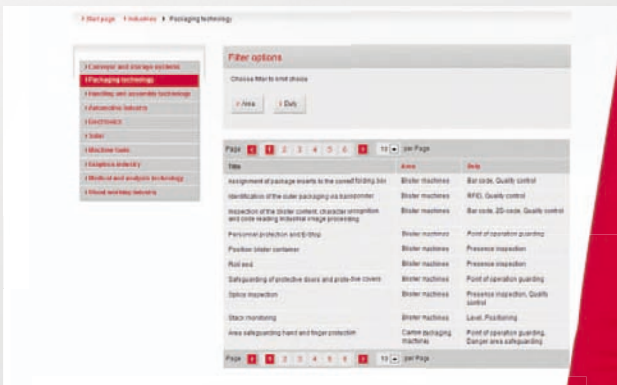 Start page Industries Packaging technology
Conveyor and storage systems
Packaging technology
Handling and assembly technology
Automotive industry
Electronics
Solar
Machine tools
Graphics industry
Medical and analysis technology
Wood working industry
Filter options
Choose filter to limit choice
Area Duty
Page 1 2 3 4 5 6 10 per Page
Title Area Duty
Assignment of package inserts to the correct folding box Blister machines Bar code, Quality control
Identification of the outer packaging via transponder Blister machines RFID, Quality control
Inspection of the blister content, character recognition Blister machines Bar code, 2D-code, Quality control
and code reading industrial image processing
Personnel protection and E-Stop Blister machines Point of operation guarding
Position blister container Blister machines Presence inspection
Roll end Blister machines Presence inspection
Safeguarding of protective doors and protective covers Blister machines Point of operation guarding
Splice inspection Blister machines Presence inspection, Quality
control
Stack monitoring Blister machines Level, Positioning
Area safeguarding hand and finger protection Carton packaging Point of operation guarding,
machines Danger area safeguarding
Page 1 2 3 4 5 6 10 per Page